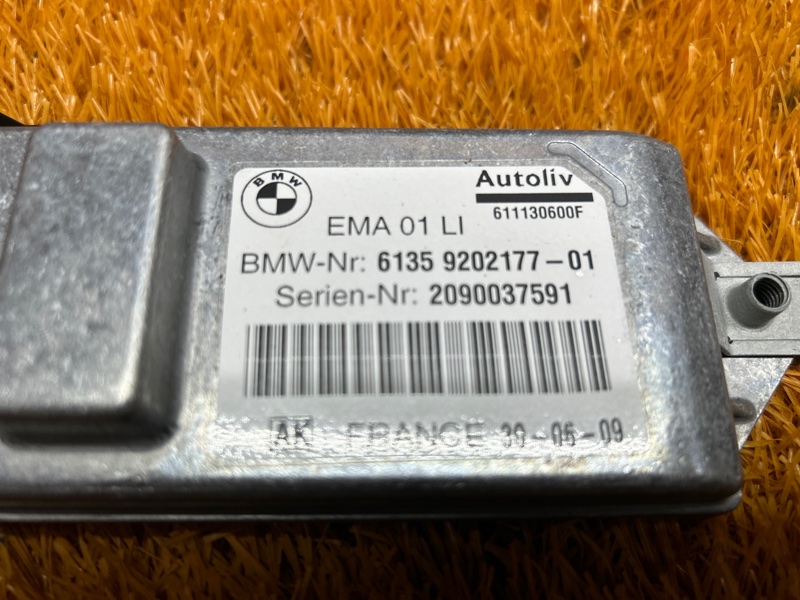 BMW
Autoliv
611130600F
EMA 01 LI
BMW-Nr: 6135 9202177-01
Serien-Nr: 2090037591
AK FRANCE 30-06-09